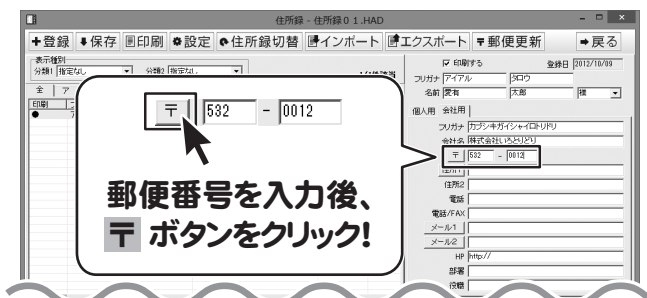 住所録 - 住所録０１.HAD
登録 保存 印刷 設定 住所録切替 インポート エクスポート 〒郵便更新 戻る
表示種別
分類1 指定なし 分類2 指定なし
全 ア
印刷
印刷する 登録日 2012/10/09
フリガナ アイアル タロウ
名前 愛有 太郎 様
個人用 会社用
フリガナ カブシキガイシャイロトリドリ
会社名 株式会社いろとりどり
〒 532 - 0012
住所1
住所2
電話
電話/FAX
メール1
メール2
HP http://
部署
役職
〒 532 - 0012
郵便番号を入力後、
〒 ボタンをクリック!